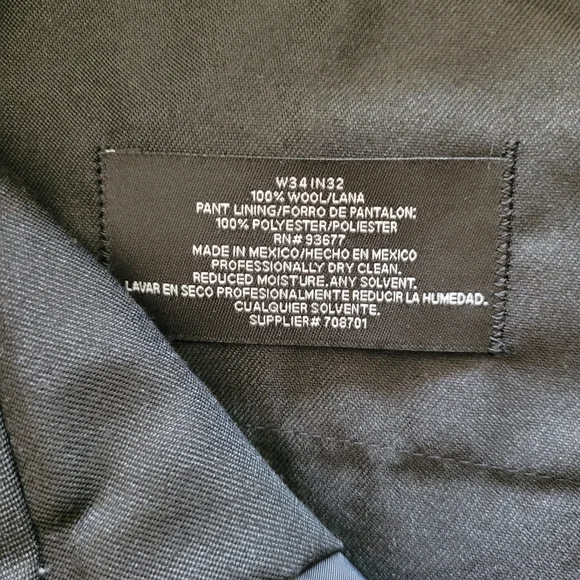 W34 IN32
100% WOOL/LANA
PANT LINING/FORRO DE PANTALON:
100% POLYESTER/POLIESTER
RN# 93677
MADE IN MEXICO/HECHO EN MEXICO
PROFESSIONALLY DRY CLEAN.
REDUCED MOISTURE. ANY SOLVENT.
LAVAR EN SECO PROFESIONALMENTE REDUCIR LA HUMEDAD.
CUALQUIER SOLVENTE.
SUPPLIER# 708701